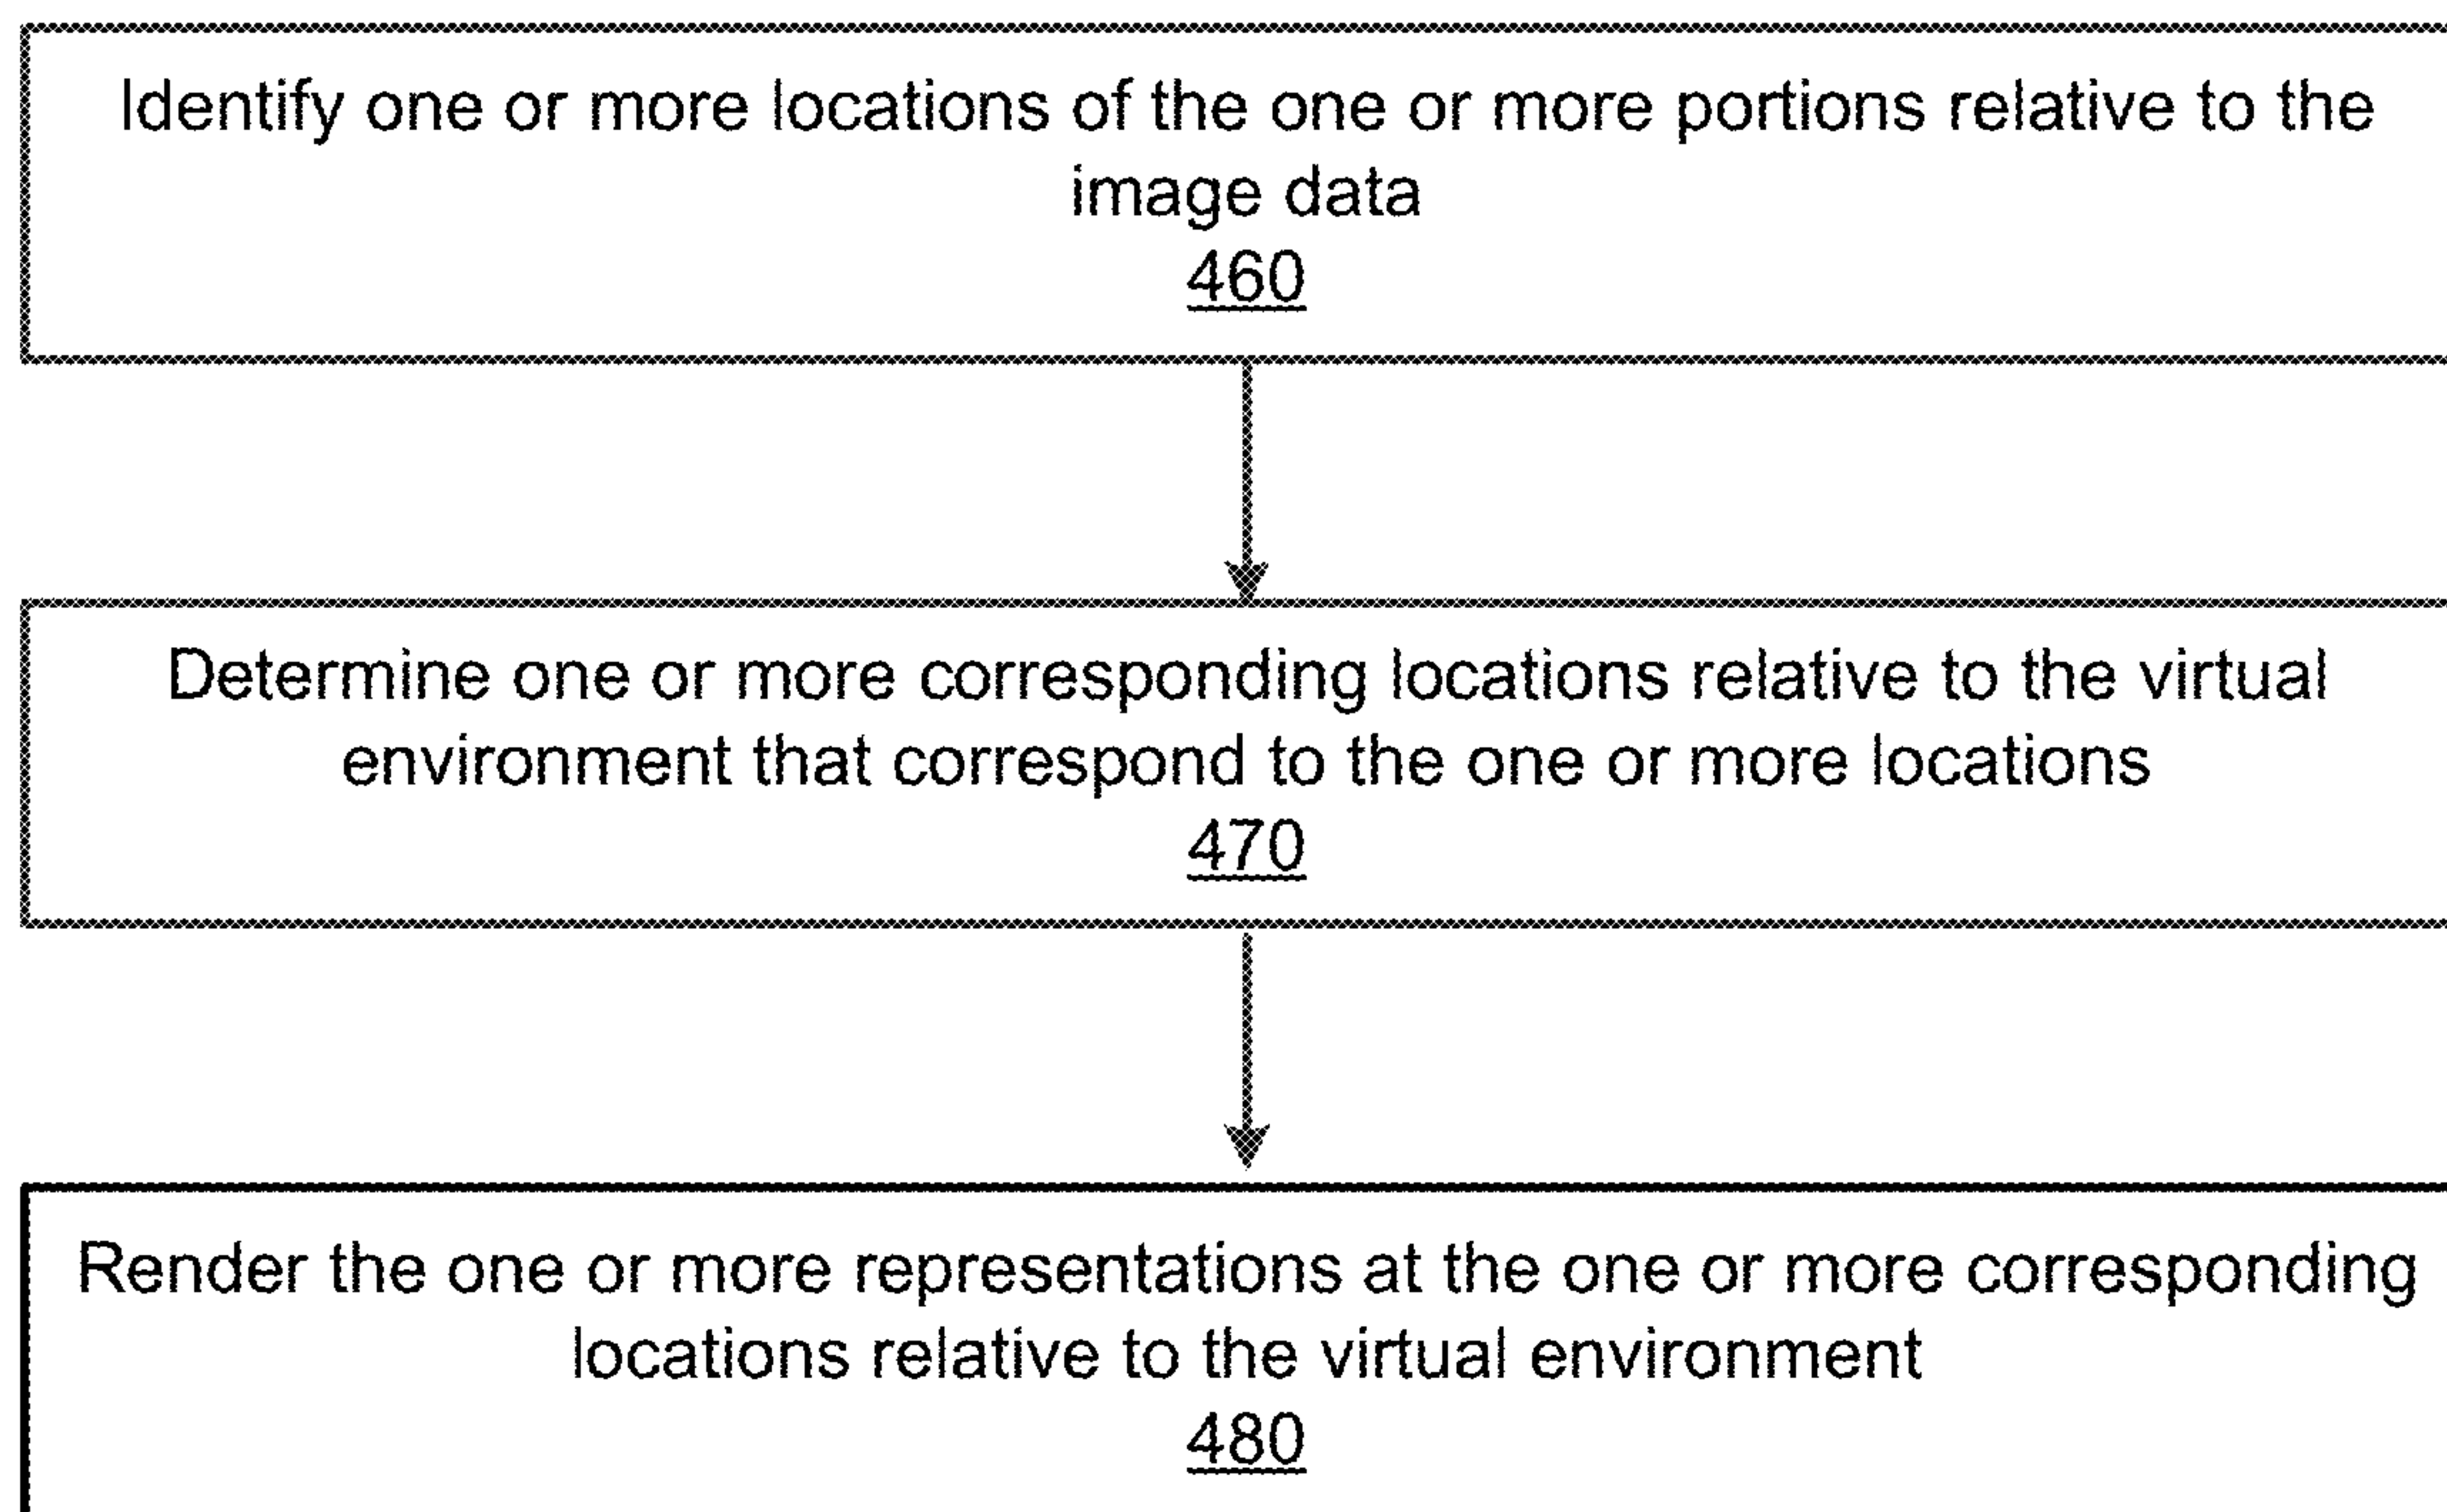 Identify one or more locations of the one or more portions relative to the
image data
460
Determine one or more corresponding locations relative to the virtual
environment that correspond to the one or more locations
470
Render the one or more representations at the one or more corresponding
locations relative to the virtual environment
480